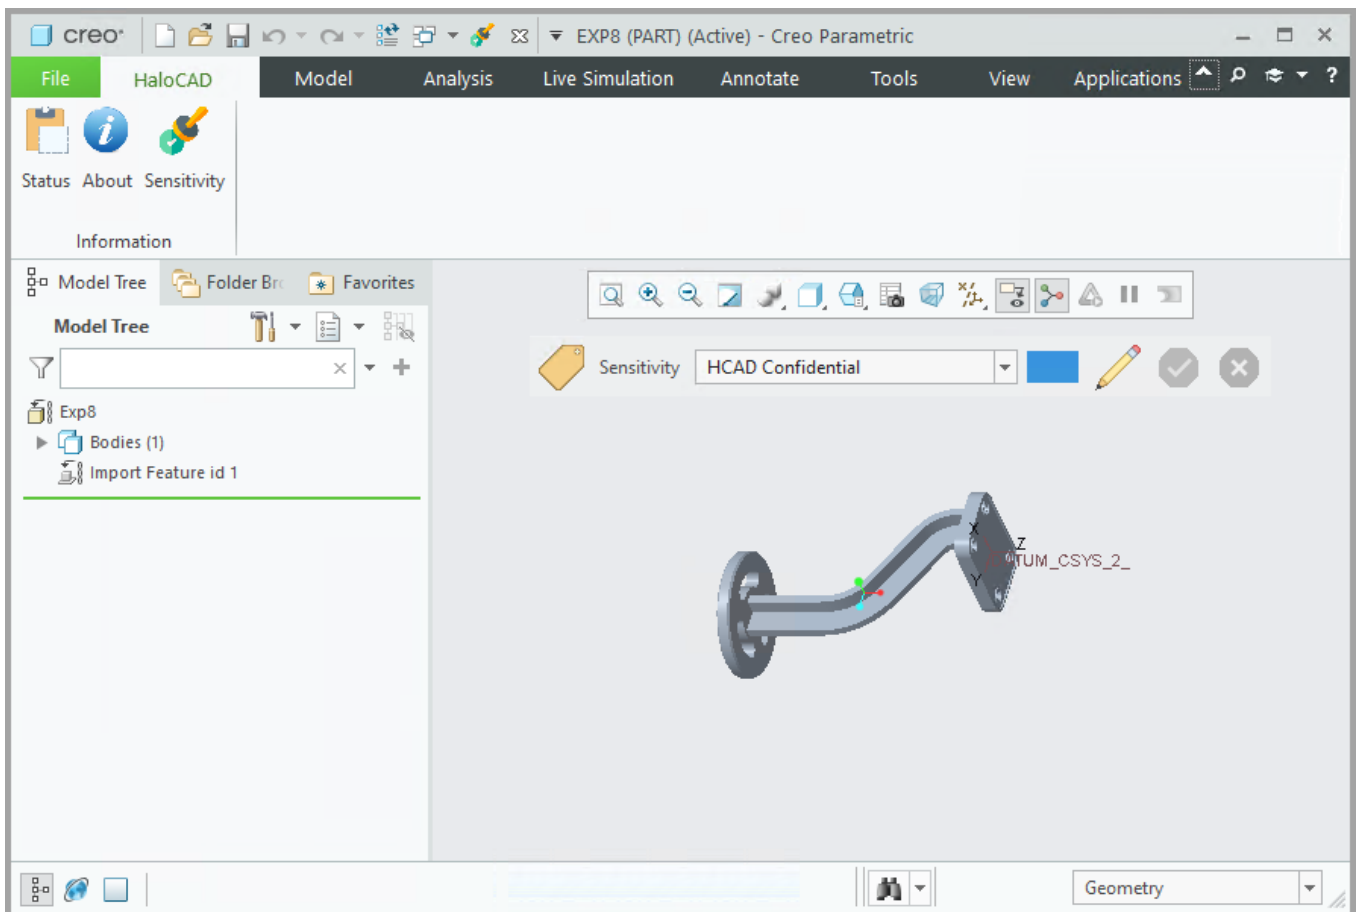 creo EXP8 (PART) (Active) - Creo Parametric
File HaloCAD Model Analysis Live Simulation Annotate Tools View Applications ?
Status About Sensitivity
Information
Model Tree Folder Br Favorites
Model Tree
Sensitivity HCAD Confidential
Exp8
Bodies (1)
Import Feature id 1
X
Z
TUM_CSYS_2_
Y
Geometry